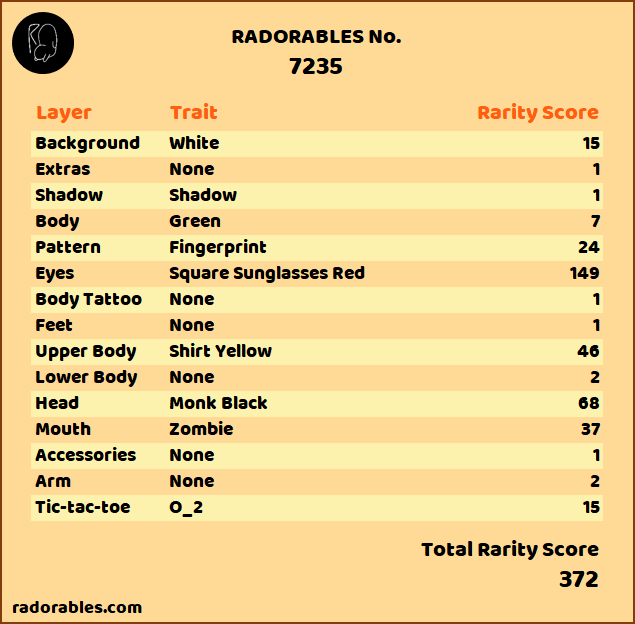 RADORABLES No.
7235
Layer Trait Rarity Score
Background White 15
Extras None 1
Shadow Shadow 1
Body Green 7
Pattern Fingerprint 24
Eyes Square Sunglasses Red 149
Body Tattoo None 1
Feet None 1
Upper Body Shirt Yellow 46
Lower Body None 2
Head Monk Black 68
Mouth Zombie 37
Accessories None 1
Arm None 2
Tic-tac-toe O_2 15
Total Rarity Score
372
radorables.com